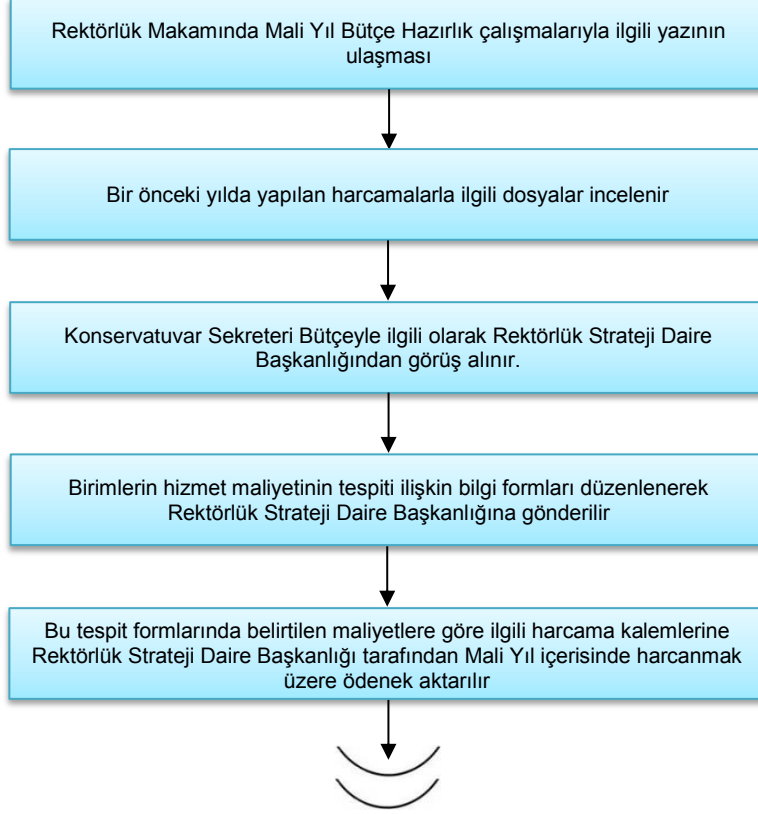 Rektörlük Makamında Mali Yıl Bütçe Hazırlık çalışmalarıyla ilgili yazının
ulaşması
Bir önceki yılda yapılan harcamalarla ilgili dosyalar incelenir
Konservatuvar Sekreteri Bütçeyle ilgili olarak Rektörlük Strateji Daire
Başkanlığından görüş alınır.
Birimlerin hizmet maliyetinin tespiti ilişkin bilgi formları düzenlenerek
Rektörlük Strateji Daire Başkanlığına gönderilir
Bu tespit formlarında belirtilen maliyetlere göre ilgili harcama kalemlerine
Rektörlük Strateji Daire Başkanlığı tarafından Mali Yıl içerisinde harcanmak
üzere ödenek aktarılır